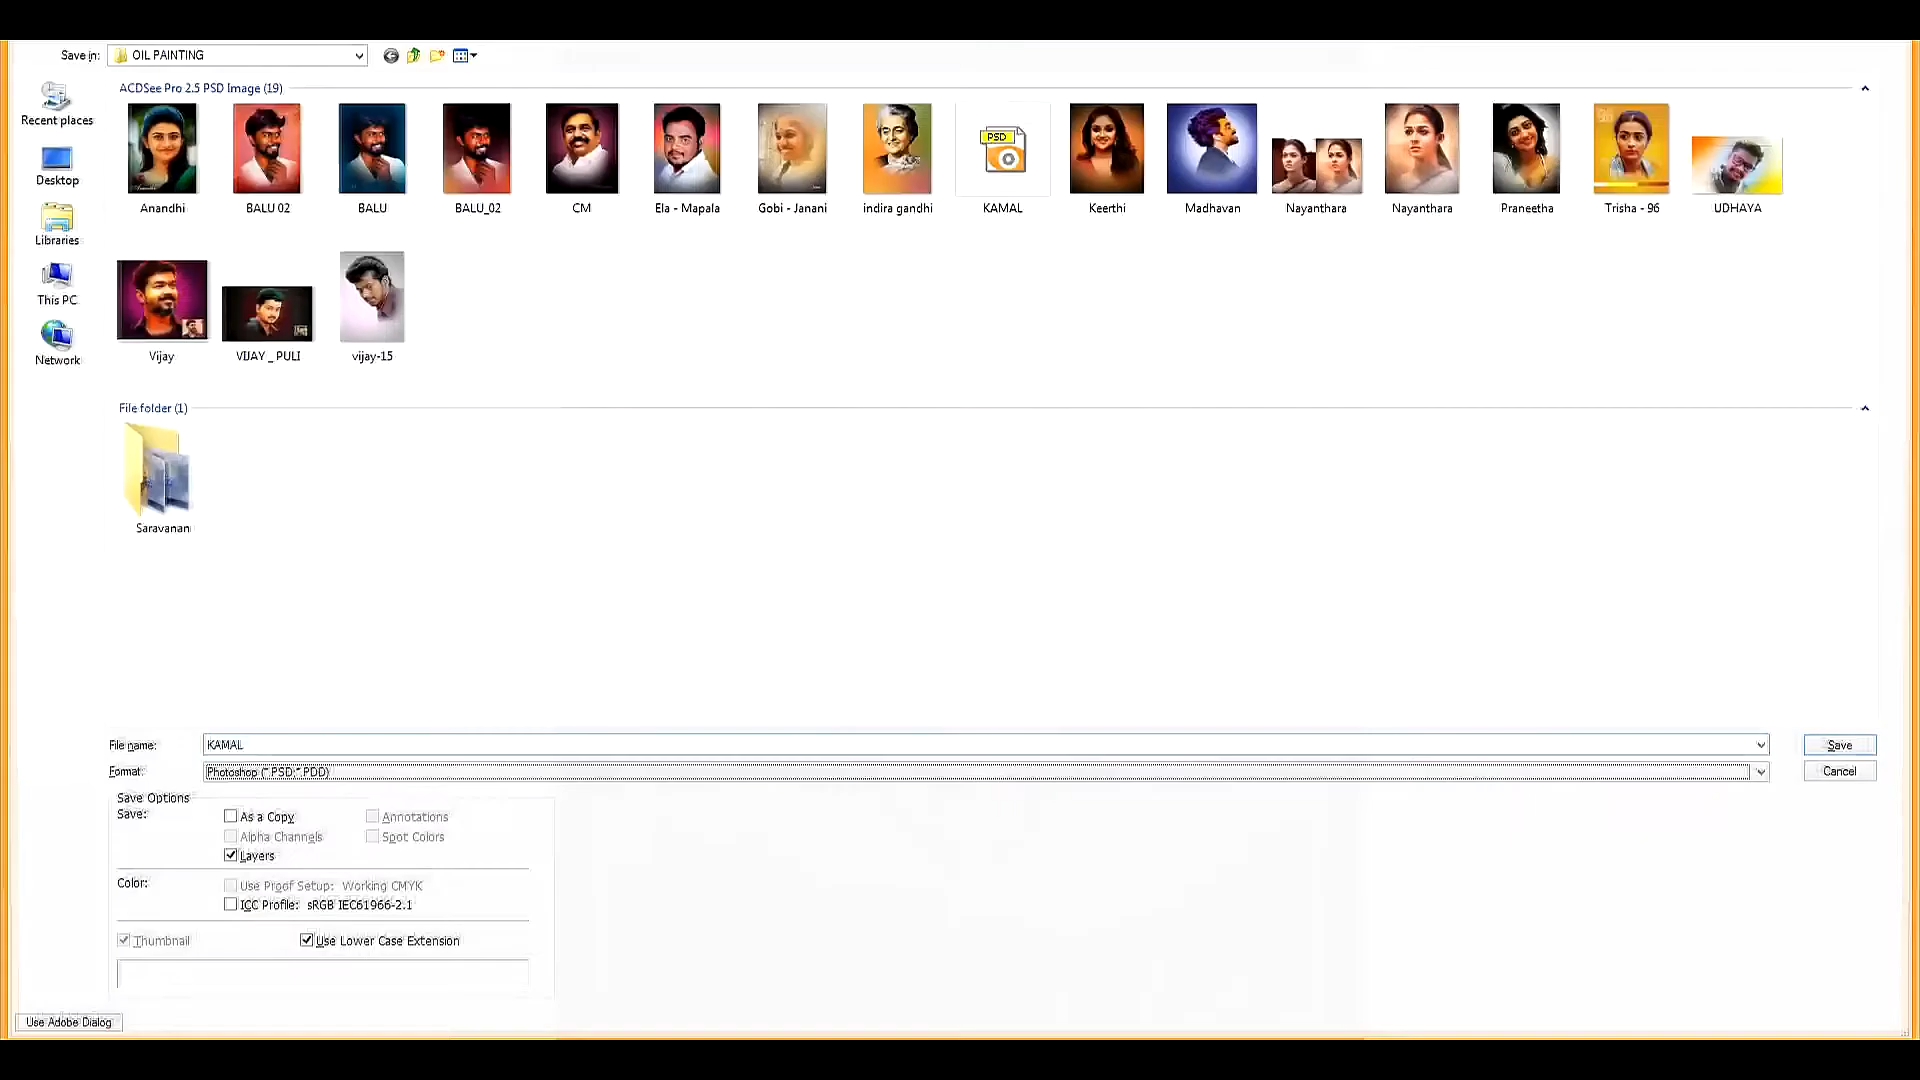 Save in: OIL PAINTING
ACDSee Pro 2.5 PSD Image (19)
Recent places
Desktop
Libraries
This PC
Network
PSD
Anandhi BALU 02 BALU BALU_02 CM Ela - Mapala Gobi - Janani indira gandhi KAMAL Keerthi Madhavan Nayanthara Nayanthara Praneetha Trisha - 96 UDHAYA
Vijay VIJAY _ PULI vijay-15
File folder (1)
Saravanan
File name: KAMAL Save
Format: Photoshop (*.PSD;*.PDD) Cancel
Save Options
Save: As a Copy Annotations
Alpha Channels Spot Colors
Layers
Color: Use Proof Setup: Working CMYK
ICC Profile: sRGB IEC61966-2.1
Thumbnail Use Lower Case Extension
Use Adobe Dialog